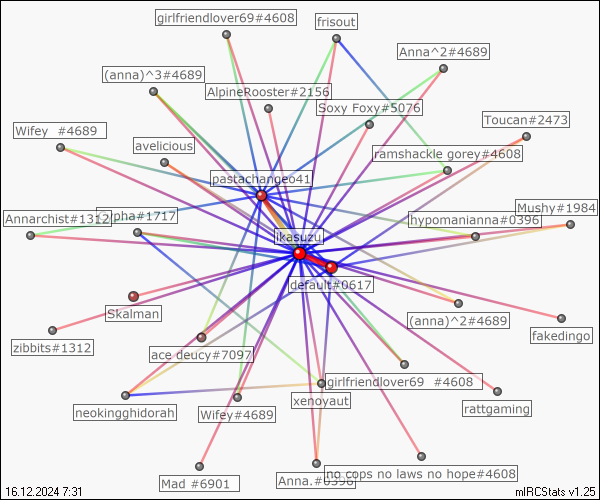 girlfriendlover69#4608
frisout
Anna^2#4689
(anna)^3#4689
AlpineRooster#2156
Soxy Foxy#5076
Toucan#2473
Wifey  #4689
avelicious
ramshackle gorey#4608
pastachangeo41
Annarchist#1312
pha#1717
Mushy#1984
hypomanianna#0396
ikasuzu
default#0617
Skalman
(anna)^2#4689
fakedingo
zibbits#1312
ace deucy#7097
girlfriendlover69  #4608
rattgaming
xenoyaut
neokingghidorah
Wifey#4689
Mad #6901
Anna.#0396
no cops no laws no hope#4608
16.12.2024 7:31
mIRCStats v1.25